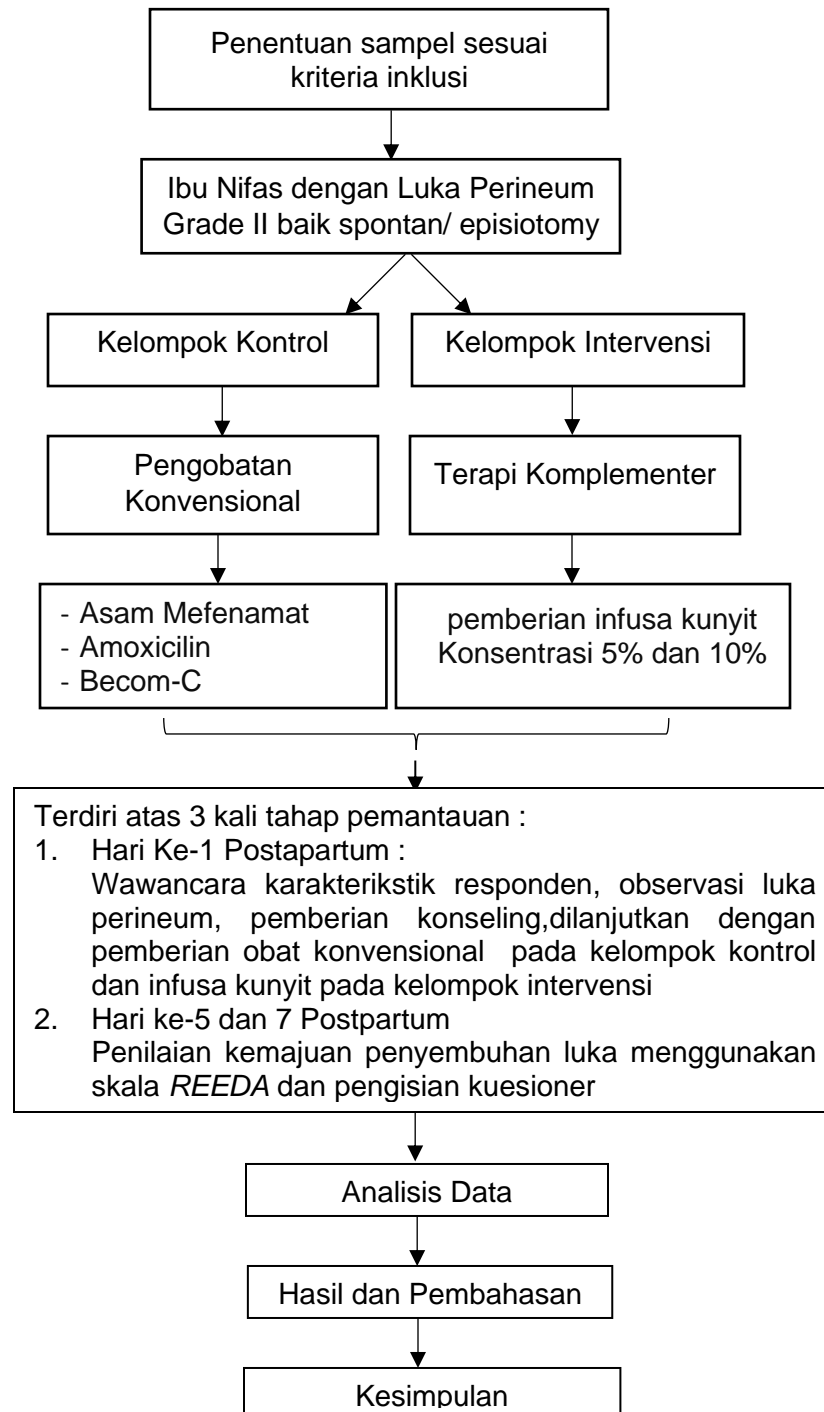 Penentuan sampel sesuai
kriteria inklusi
Ibu Nifas dengan Luka Perineum
Grade II baik spontan/ episiotomy
Kelompok Kontrol
Kelompok Intervensi
Pengobatan
Konvensional
Terapi Komplementer
- Asam Mefenamat
- Amoxicilin
- Becom-C
pemberian infusa kunyit
Konsentrasi 5% dan 10%
Terdiri atas 3 kali tahap pemantauan :
1. Hari Ke-1 Postapartum :
Wawancara karakterikstik responden, observasi luka
perineum, pemberian konseling,dilanjutkan dengan
pemberian obat konvensional pada kelompok kontrol
dan infusa kunyit pada kelompok intervensi
2. Hari ke-5 dan 7 Postpartum
Penilaian kemajuan penyembuhan luka menggunakan
skala REEDA dan pengisian kuesioner
Analisis Data
Hasil dan Pembahasan
Kesimpulan